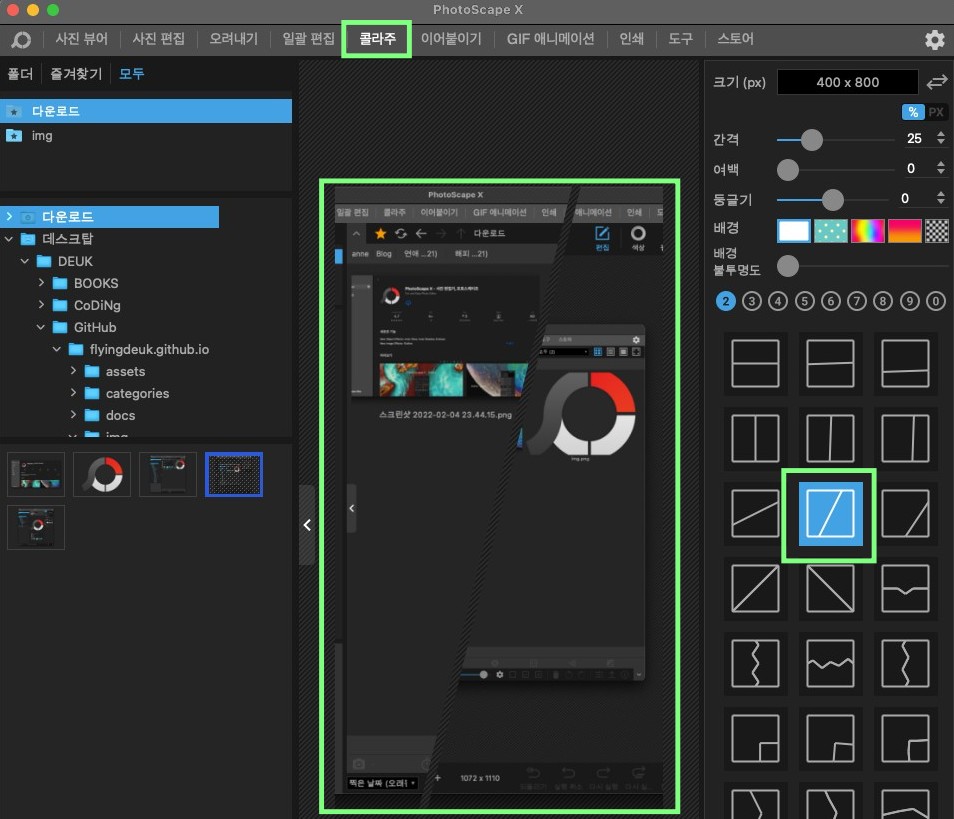 PhotoScape X
사진 뷰어 사진 편집 오려내기 일괄 편집 콜라주 이어붙이기 GIF 애니메이션 인쇄 도구 스토어
폴더 즐겨찾기 모두
다운로드
img
다운로드
데스크탑
DEUK
BOOKS
CoDiNg
GitHub
flyingdeuk.github.io
assets
categories
docs
img
PhotoScape X
일괄 편집 콜라주 이어붙이기 GIF 애니메이션 인쇄 애니메이션 인쇄
다운로드
편집 색상
anne Blog 연애 ...21) 해피 ...21)
스크린샷 2022-02-04 23.44.15.png
img.png
찍은 날짜 (오래
1072 x 1110
크기 (px) 400 x 800
% PX
간격 25
여백 0
둥글기 0
배경
배경
불투명도
2 3 4 5 6 7 8 9 0